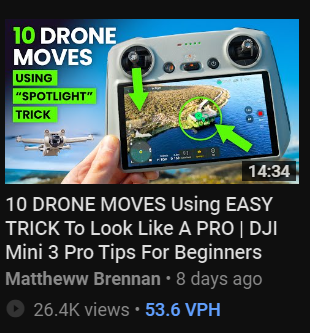 10 DRONE
MOVES
USING
“SPOTLIGHT”
TRICK
14:34
10 DRONE MOVES Using EASY
TRICK To Look Like A PRO | DJI
Mini 3 Pro Tips For Beginners
Mattheww Brennan • 8 days ago
26.4K views • 53.6 VPH